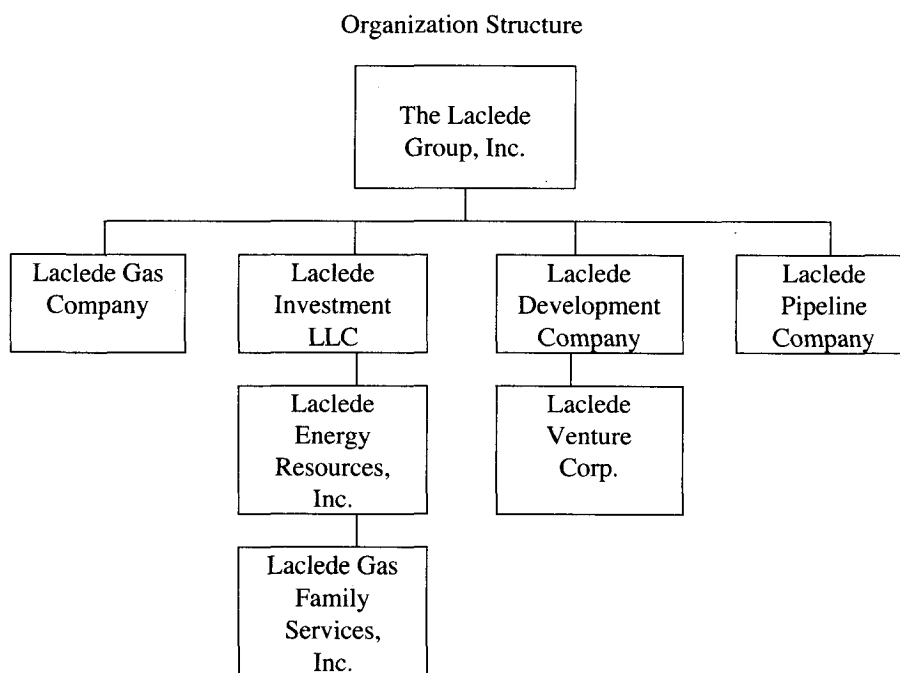 Organization Structure
The Laclede
Group, Inc.
Laclede Gas
Company
Laclede
Investment
LLC
Laclede
Development
Company
Laclede
Pipeline
Company
Laclede
Energy
Resources,
Inc.
Laclede
Venture
Corp.
Laclede Gas
Family
Services,
Inc.